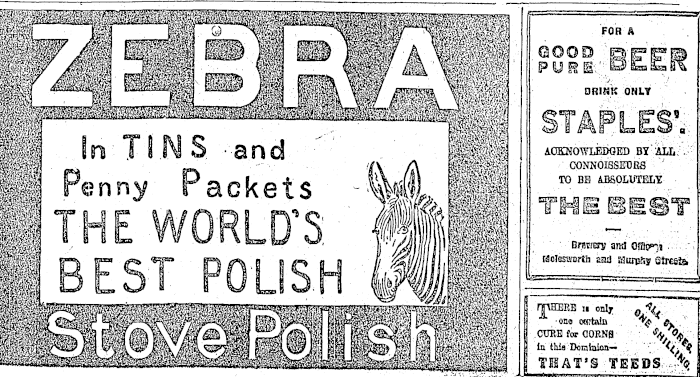 ZEBRA
In TINS and
Penny Packets
THE WORLD'S
BEST POLISH
Stove Polish
FOR A
GOOD PURE BEER
DRINK ONLY
STAPLES'.
ACKNOWLEDGED BY ALL
CONNOISSEURS
TO BE ABSOLUTELY
THE BEST
Brewery and Offices:
Molesworth and Murphy Streets.
THERE is only
one certain
CURE for CORNS
in this Dominion—
THAT'S TEEDS
ALL STORES,
ONE SHILLING.